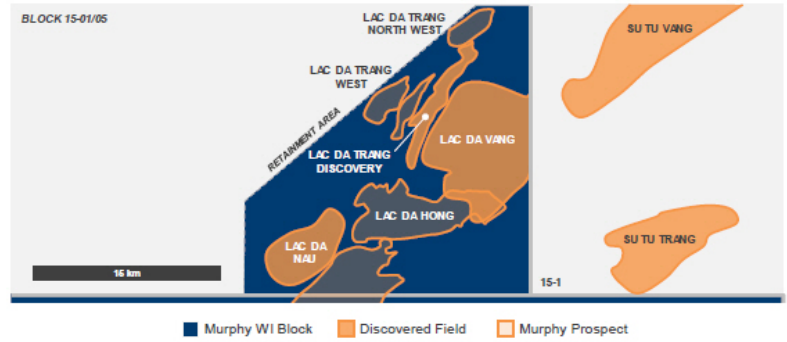 BLOCK 15-01/05
LAC DA TRANG
NORTH WEST
SU TU VANG
LAC DA TRANG
WEST
RETAINMENT AREA
LAC DA VANG
LAC DA TRANG
DISCOVERY
LAC DA HONG
LAC DA
NAU
SU TU TRANG
15 km
15-1
Murphy WI Block
Discovered Field
Murphy Prospect